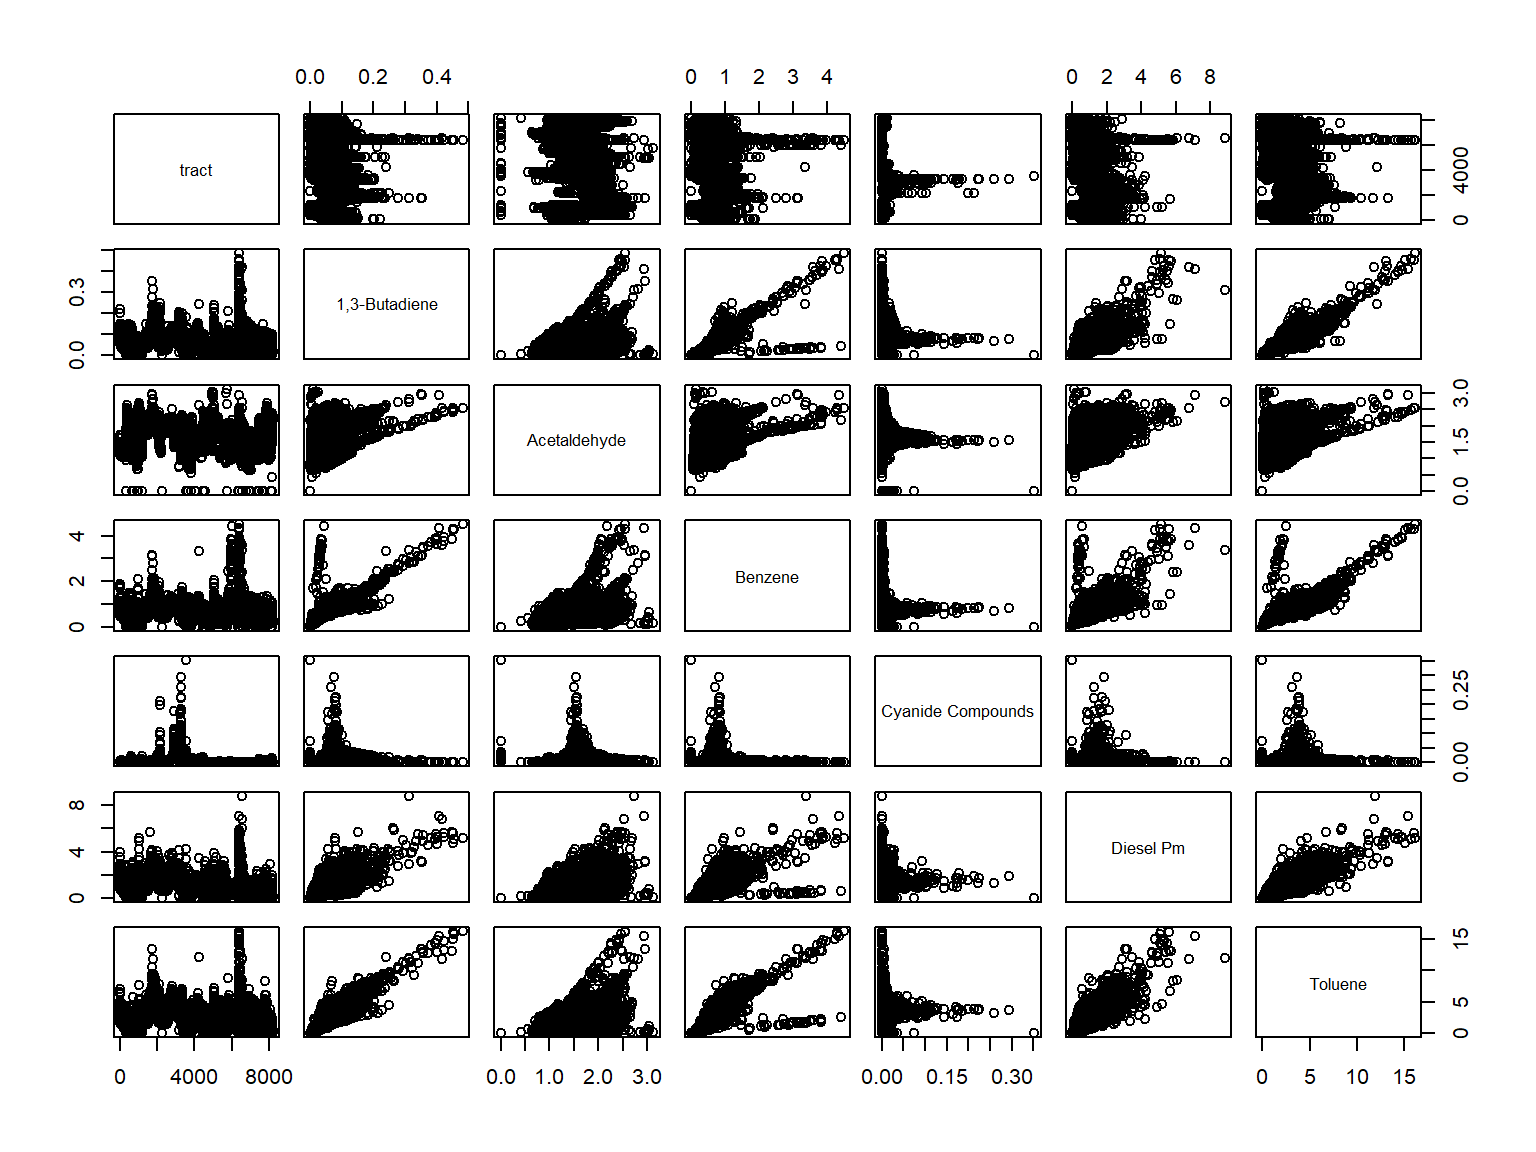 0.0 0.2 0.4 0 1 2 3 4 0 2 4 6 8
tract
0 4000
1,3-Butadiene
0.0 0.3
Acetaldehyde
0.0 1.5 3.0
Benzene
0 2 4
Cyanide Compounds
0.00 0.25
Diesel Pm
0 4 8
Toluene
0 5 15
0 4000 8000 0.0 1.0 2.0 3.0 0.00 0.15 0.30 0 5 10 15